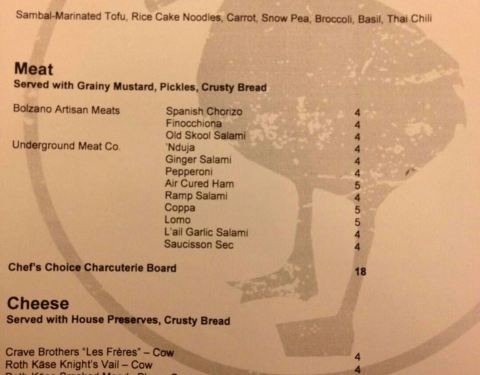 Sambal-Marinated Tofu, Rice Cake Noodles, Carrot, Snow Pea, Broccoli, Basil, Thai Chili
Meat
Served with Grainy Mustard, Pickles, Crusty Bread
Bolzano Artisan Meats Spanish Chorizo 4
Finocchiona 4
Old Skool Salami 4
Underground Meat Co. 'Nduja 4
Ginger Salami 4
Pepperoni 4
Air Cured Ham 5
Ramp Salami 4
Coppa 5
Lomo 5
L'ail Garlic Salami 4
Saucisson Sec 4
Chef's Choice Charcuterie Board 18
Cheese
Served with House Preserves, Crusty Bread
Crave Brothers "Les Frères" – Cow 4
Roth Käse Knight's Vail – Cow 4